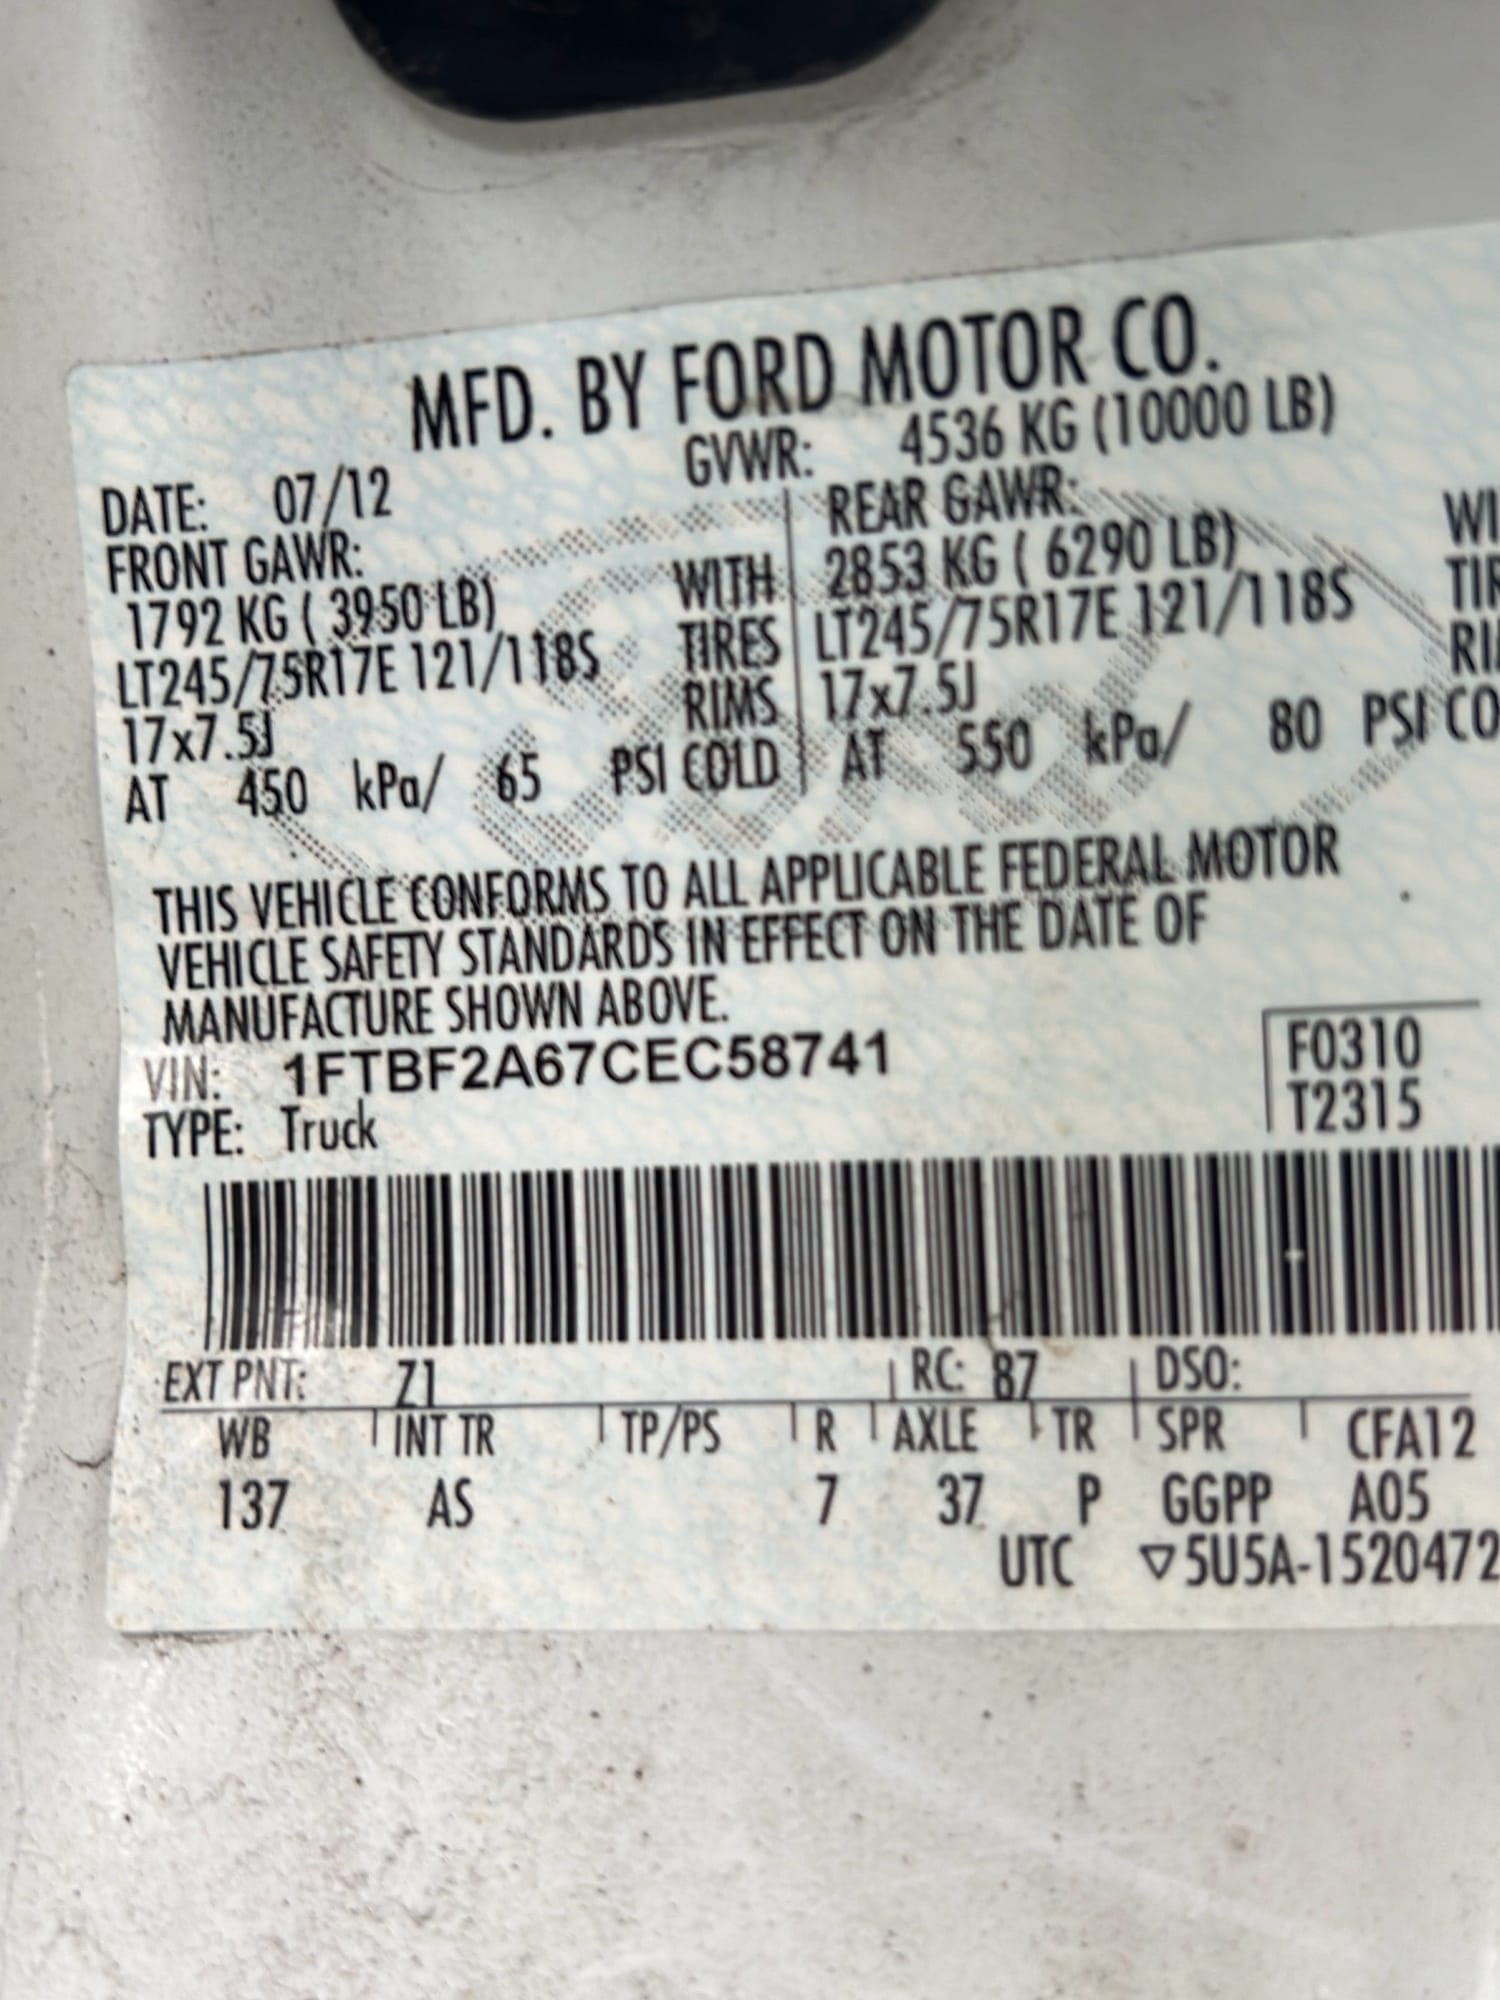 MFD. BY FORD MOTOR CO.
DATE: 07/12 GVWR: 4536 KG (10000 LB)
FRONT GAWR: REAR GAWR:
1792 KG ( 3950 LB) WITH 2853 KG ( 6290 LB)
LT245/75R17E 121/118S TIRES LT245/75R17E 121/118S
17x7.5J RIMS 17x7.5J
AT 450 kPa/ 65 PSI COLD AT 550 kPa/ 80 PSI CO
THIS VEHICLE CONFORMS TO ALL APPLICABLE FEDERAL MOTOR
VEHICLE SAFETY STANDARDS IN EFFECT ON THE DATE OF
MANUFACTURE SHOWN ABOVE.
VIN: 1FTBF2A67CEC58741 F0310
TYPE: Truck T2315
EXT PNT: Z1 RC: 87 DSO:
WB INT TR TP/PS R AXLE TR SPR CFA12
137 AS 7 37 P GGPP A05
UTC ▽5U5A-1520472